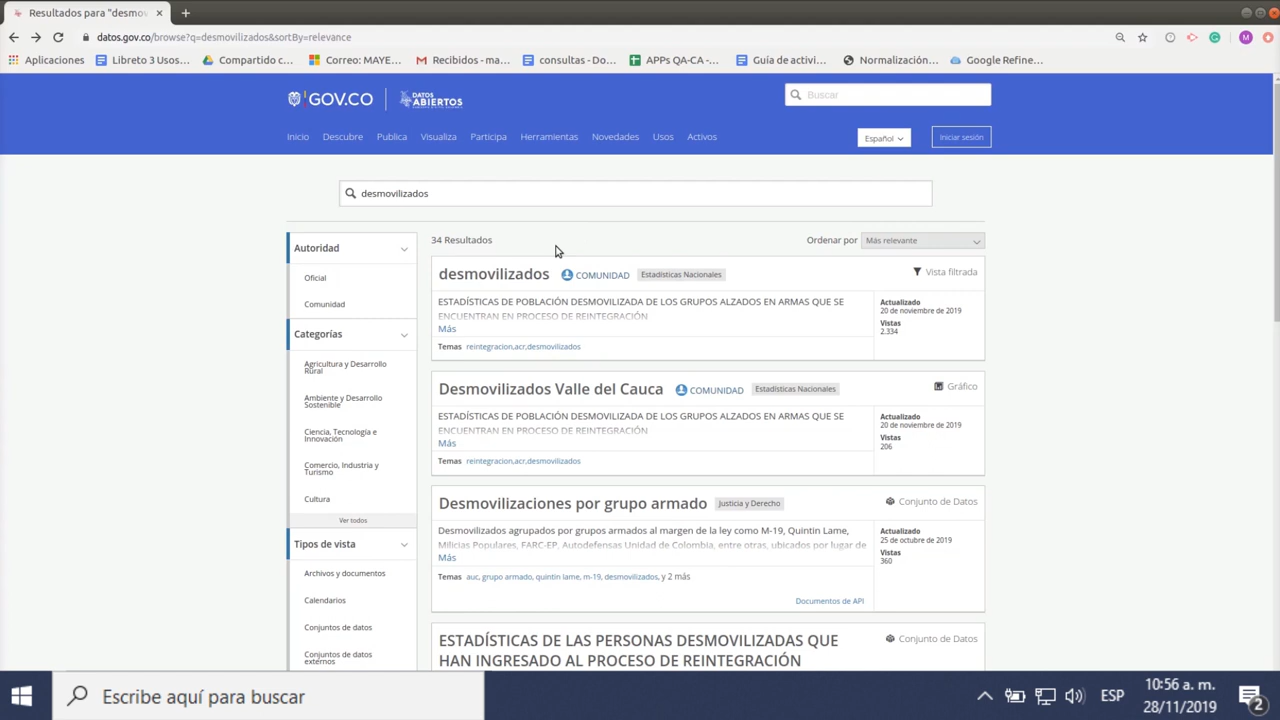 Resultados para "desmov
datos.gov.co/browse?q=desmovilizados&sortBy=relevance
Aplicaciones Libreto 3 Usos... Compartido c... Correo: MAYE... Recibidos - ma... consultas - Do... APPs QA-CA -... Guía de activi... Normalización... Google Refine...
GOV.CO DATOS ABIERTOS
Buscar
Inicio Descubre Publica Visualiza Participa Herramientas Novedades Usos Activos Español Iniciar sesión
desmovilizados
Autoridad
Oficial
Comunidad
Categorías
Agricultura y Desarrollo
Rural
Ambiente y Desarrollo
Sostenible
Ciencia, Tecnología e
Innovación
Comercio, Industria y
Turismo
Cultura
Ver todos
Tipos de vista
Archivos y documentos
Calendarios
Conjuntos de datos
Conjuntos de datos
externos
34 Resultados
Ordenar por Más relevante
desmovilizados COMUNIDAD Estadísticas Nacionales Vista filtrada
ESTADÍSTICAS DE POBLACIÓN DESMOVILIZADA DE LOS GRUPOS ALZADOS EN ARMAS QUE SE
ENCUENTRAN EN PROCESO DE REINTEGRACIÓN
Más
Temas reintegracion,acr,desmovilizados
Actualizado
20 de noviembre de 2019
Vistas
2.334
Desmovilizados Valle del Cauca COMUNIDAD Estadísticas Nacionales Gráfico
ESTADÍSTICAS DE POBLACIÓN DESMOVILIZADA DE LOS GRUPOS ALZADOS EN ARMAS QUE SE
ENCUENTRAN EN PROCESO DE REINTEGRACIÓN
Más
Temas reintegracion,acr,desmovilizados
Actualizado
20 de noviembre de 2019
Vistas
206
Desmovilizaciones por grupo armado Justicia y Derecho Conjunto de Datos
Desmovilizados agrupados por grupos armados al margen de la ley como M-19, Quintin Lame,
Milicias Populares, FARC-EP, Autodefensas Unidad de Colombia, entre otras, ubicados por lugar de
Más
Temas auc, grupo armado, quintin lame, m-19, desmovilizados, y 2 más
Documentos de API
Actualizado
25 de octubre de 2019
Vistas
360
ESTADÍSTICAS DE LAS PERSONAS DESMOVILIZADAS QUE
HAN INGRESADO AL PROCESO DE REINTEGRACIÓN
Conjunto de Datos
Escribe aquí para buscar
ESP
10:56 a. m.
28/11/2019
2
M